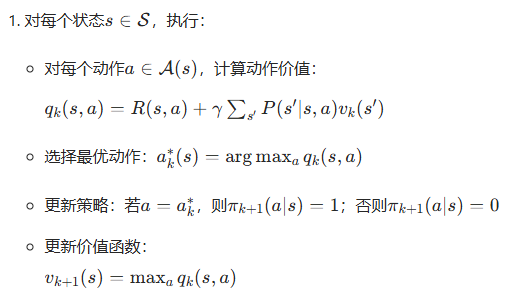 1. 对每个状态$s \in \mathcal{S}$，执行：
○ 对每个动作$a \in \mathcal{A}(s)$，计算动作价值：
$q_k(s,a) = R(s,a) + \gamma \sum_{s'} P(s'|s,a)v_k(s')$
○ 选择最优动作：$a_k^*(s) = \arg\max_a q_k(s,a)$
○ 更新策略：若$a = a_k^*$，则$\pi_{k+1}(a|s) = 1$；否则$\pi_{k+1}(a|s) = 0$
○ 更新价值函数：
$v_{k+1}(s) = \max_a q_k(s,a)$